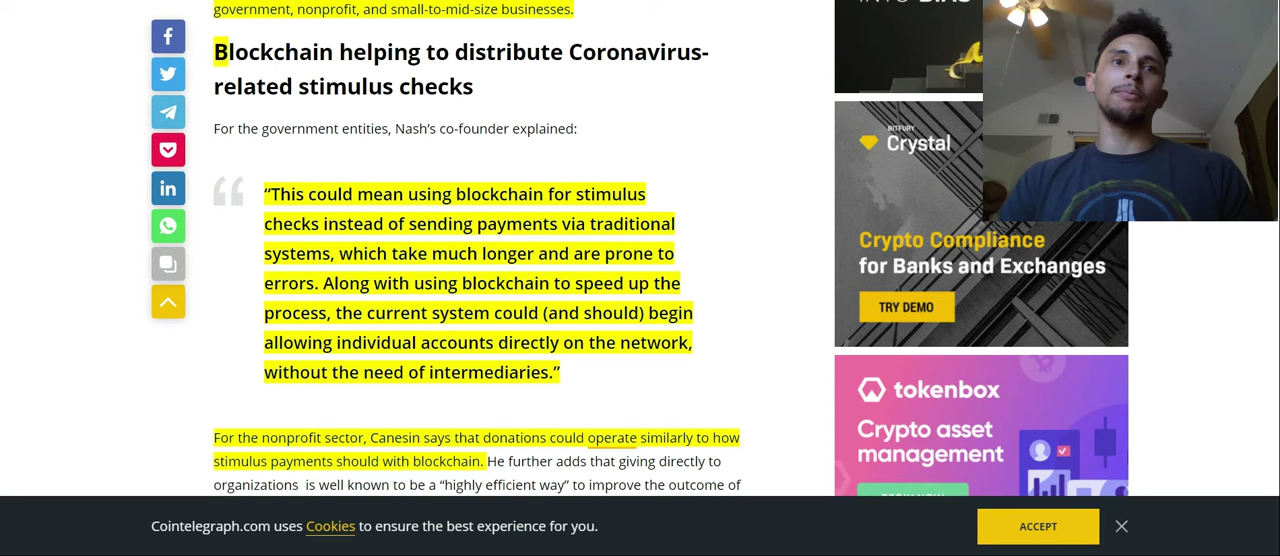 government, nonprofit, and small-to-mid-size businesses.
Blockchain helping to distribute Coronavirus-
related stimulus checks
For the government entities, Nash’s co-founder explained:
“This could mean using blockchain for stimulus
checks instead of sending payments via traditional
systems, which take much longer and are prone to
errors. Along with using blockchain to speed up the
process, the current system could (and should) begin
allowing individual accounts directly on the network,
without the need of intermediaries.”
For the nonprofit sector, Canesin says that donations could operate similarly to how
stimulus payments should with blockchain. He further adds that giving directly to
organizations is well known to be a “highly efficient way” to improve the outcome of
BITFURY
Crystal
Crypto Compliance
for Banks and Exchanges
TRY DEMO
tokenbox
Crypto asset
management
Cointelegraph.com uses Cookies to ensure the best experience for you.
ACCEPT